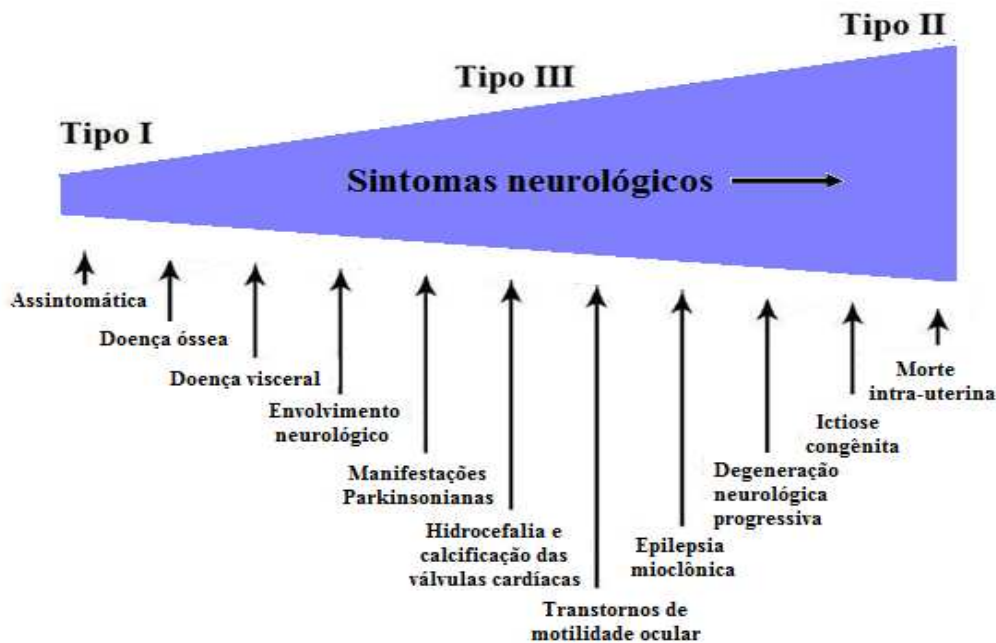 Tipo II
Tipo III
Tipo I
Sintomas neurológicos
Assintomática
Doença óssea
Doença visceral
Envolvimento
neurológico
Manifestações
Parkinsonianas
Hidrocefalia e
calcificação das
válvulas cardíacas
Transtornos de
motilidade ocular
Epilepsia
mioclônica
Degeneração
neurológica
progressiva
Ictiose
congênita
Morte
intra-uterina